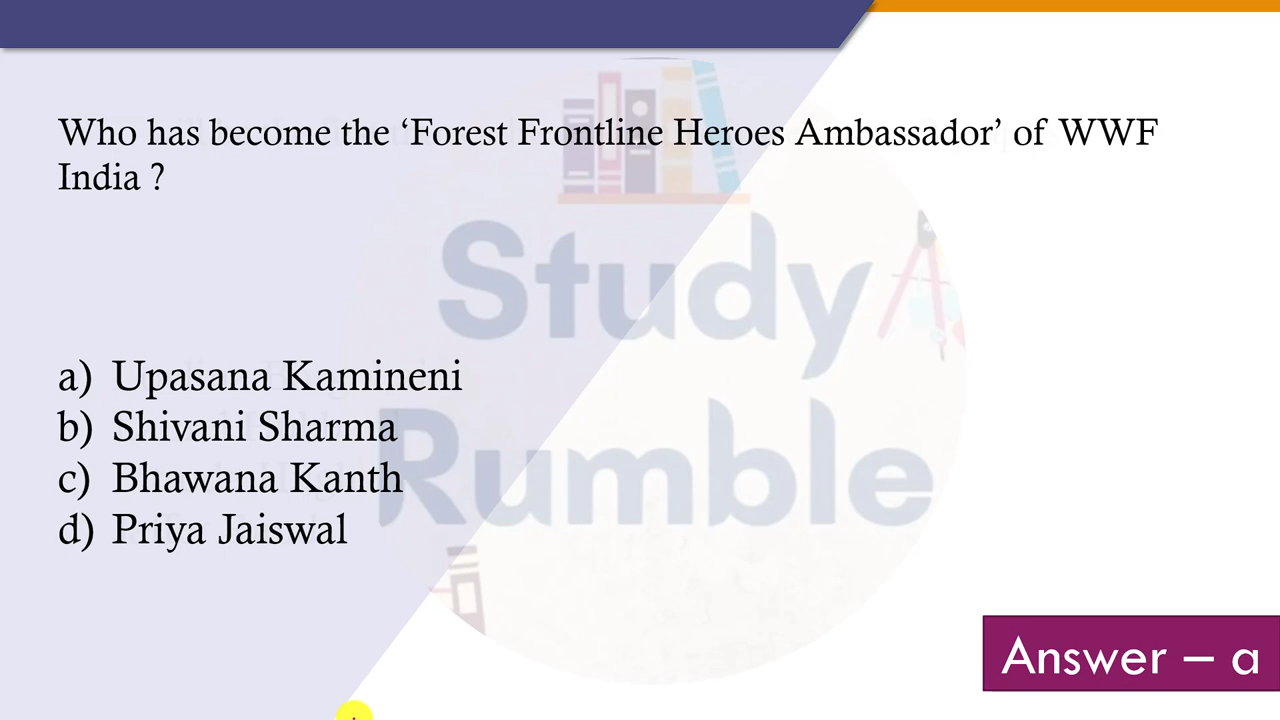 Who has become the ‘Forest Frontline Heroes Ambassador’ of WWF
India ?
Study
Rumble
a) Upasana Kamineni
b) Shivani Sharma
c) Bhawana Kanth
d) Priya Jaiswal
Answer – a